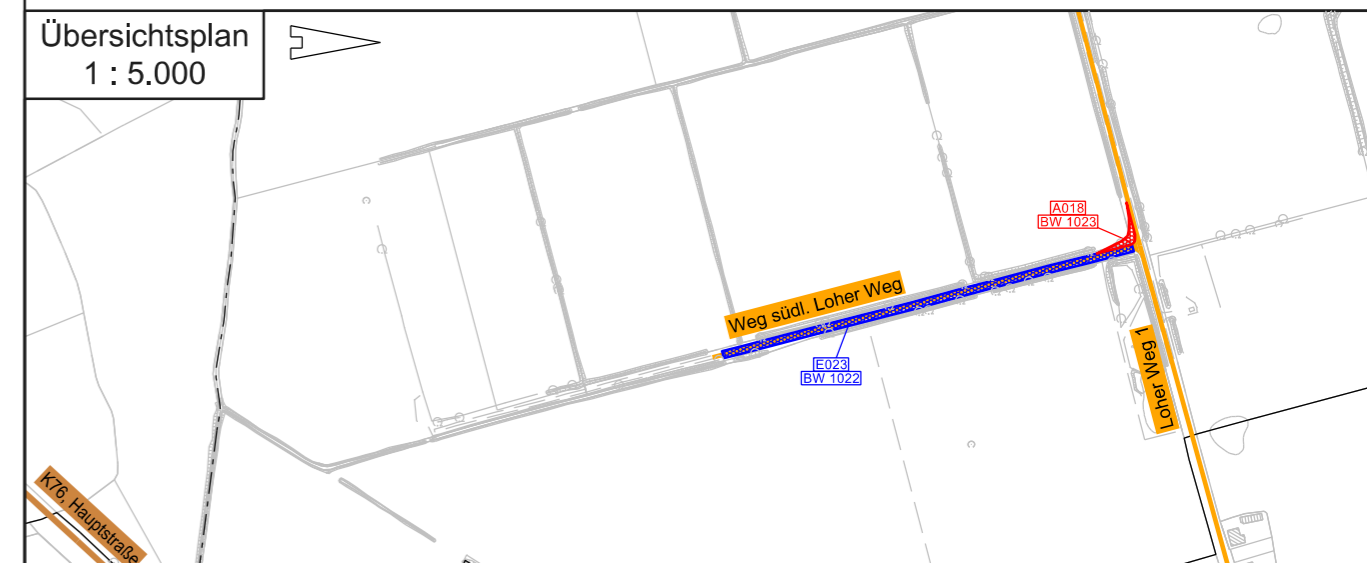 Übersichtsplan
1 : 5.000
A018
BW 1023
Weg südl. Loher Weg
E023
BW 1022
Loher Weg 1
K76, Hauptstraße